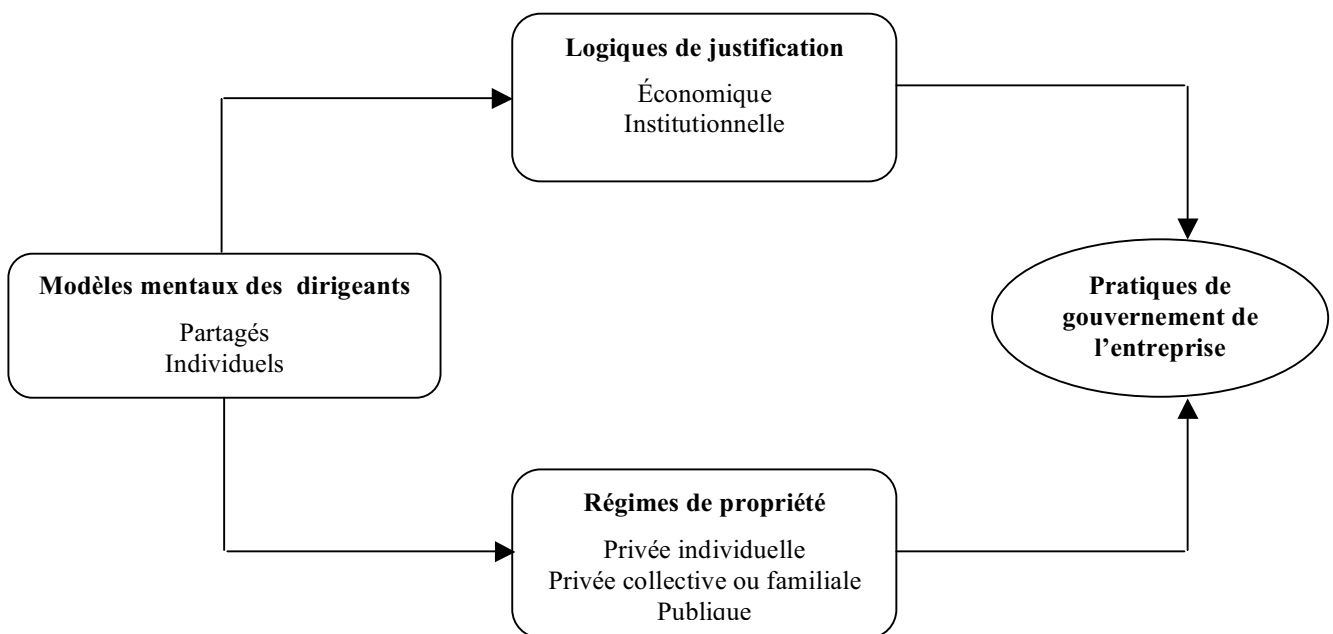 Logiques de justification
Économique
Institutionnelle
Modèles mentaux des dirigeants
Partagés
Individuels
Pratiques de
gouvernement de
l’entreprise
Régimes de propriété
Privée individuelle
Privée collective ou familiale
Publique